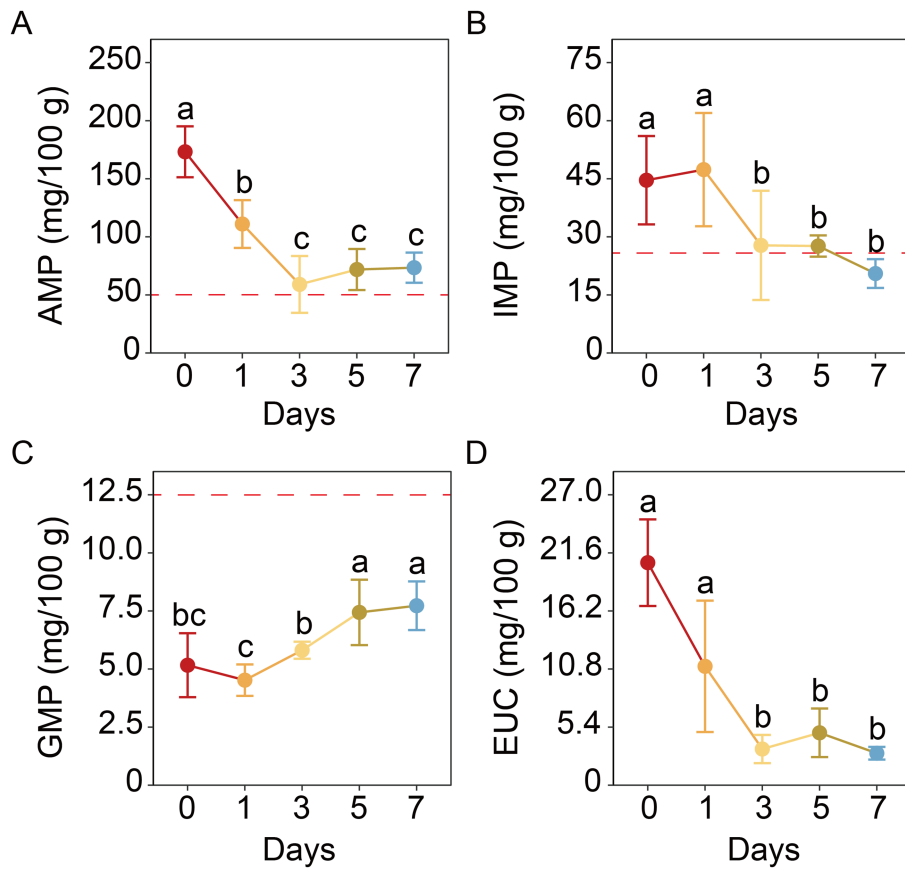 A
AMP (mg/100 g)
250
200
150
100
50
0
a
b
c
c
c
0 1 3 5 7
Days
B
IMP (mg/100 g)
75
60
45
30
15
0
a
a
b
b
b
0 1 3 5 7
Days
C
GMP (mg/100 g)
12.5
10.0
7.5
5.0
2.5
0
bc
c
b
a
a
0 1 3 5 7
Days
D
EUC (mg/100 g)
27.0
21.6
16.2
10.8
5.4
0
a
a
b
b
b
0 1 3 5 7
Days